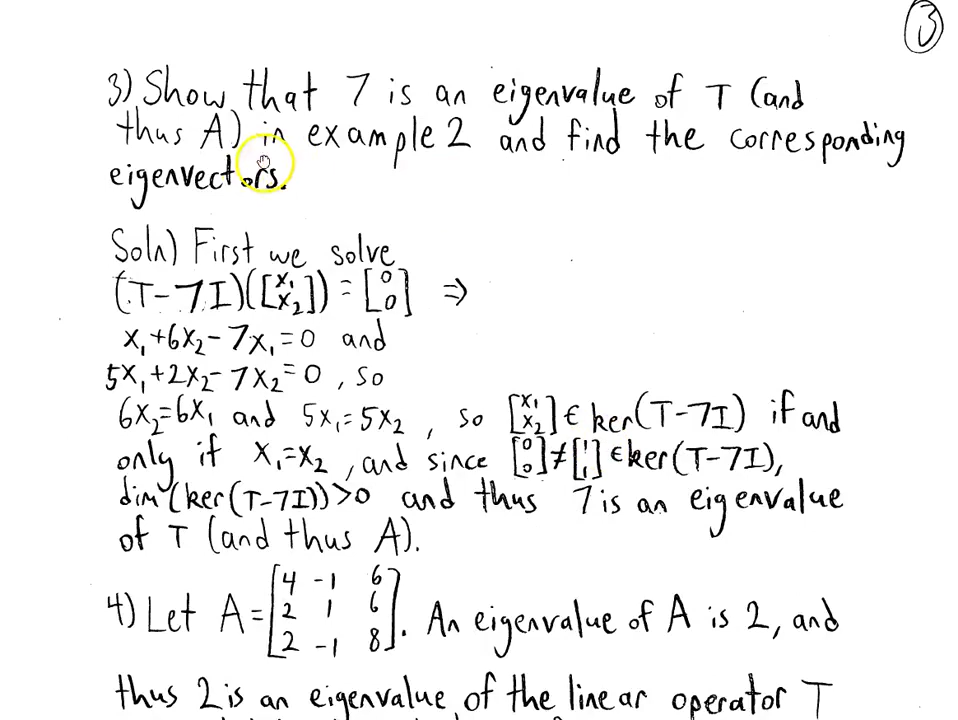 3
3) Show that 7 is an eigenvalue of T (and
thus A) in example 2 and find the corresponding
eigenvectors.
Soln) First we solve
(T-7I)([x₁ x₂]) = [0 0] ⇒
x₁+6x₂-7x₁=0 and
5x₁+2x₂-7x₂=0, so
6x₂=6x₁ and 5x₁=5x₂, so [x₁ x₂] ∈ ker(T-7I) if and
only if x₁=x₂, and since [0 0]≠[1 1] ∈ ker(T-7I),
dim(ker(T-7I))>0 and thus 7 is an eigenvalue
of T (and thus A).
4) Let A= [4 -1 6
2 1 6
2 -1 8]. An eigenvalue of A is 2, and
thus 2 is an eigenvalue of the linear operator T